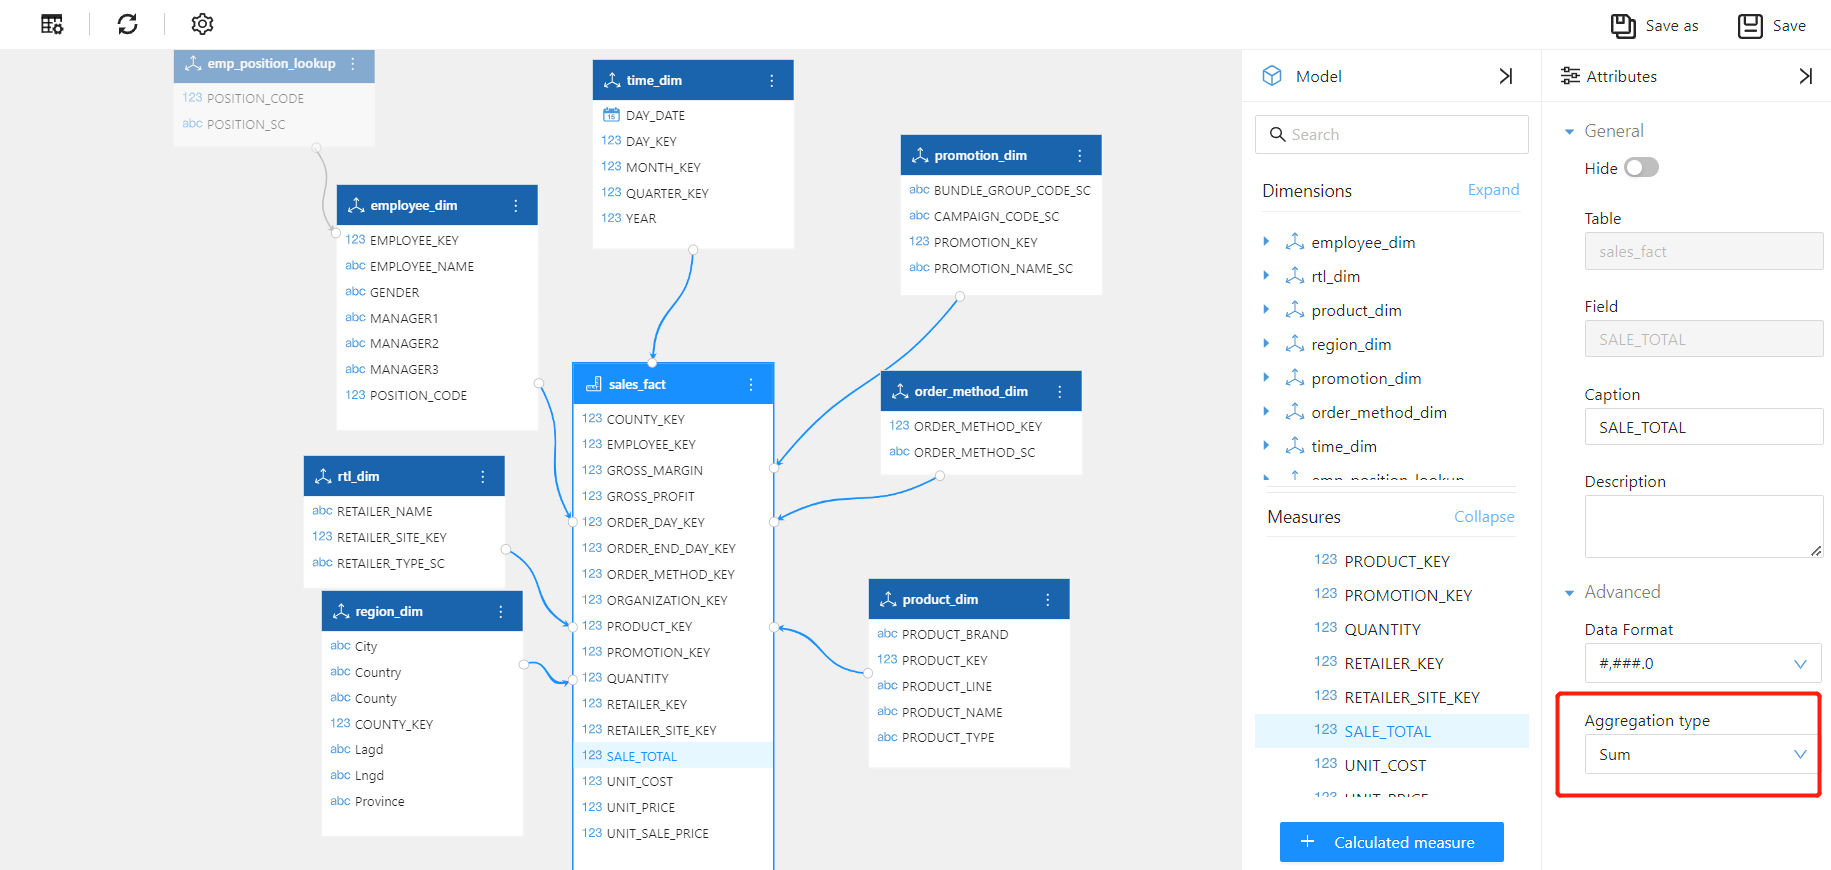 Save as
Save
emp_position_lookup
123 POSITION_CODE
abc POSITION_SC
time_dim
16 DAY_DATE
123 DAY_KEY
123 MONTH_KEY
123 QUARTER_KEY
123 YEAR
promotion_dim
abc BUNDLE_GROUP_CODE_SC
abc CAMPAIGN_CODE_SC
123 PROMOTION_KEY
abc PROMOTION_NAME_SC
employee_dim
123 EMPLOYEE_KEY
abc EMPLOYEE_NAME
abc GENDER
abc MANAGER1
abc MANAGER2
abc MANAGER3
123 POSITION_CODE
sales_fact
123 COUNTY_KEY
123 EMPLOYEE_KEY
123 GROSS_MARGIN
123 GROSS_PROFIT
123 ORDER_DAY_KEY
123 ORDER_END_DAY_KEY
123 ORDER_METHOD_KEY
123 ORGANIZATION_KEY
123 PRODUCT_KEY
123 PROMOTION_KEY
123 QUANTITY
123 RETAILER_KEY
123 RETAILER_SITE_KEY
123 SALE_TOTAL
123 UNIT_COST
123 UNIT_PRICE
123 UNIT_SALE_PRICE
order_method_dim
123 ORDER_METHOD_KEY
abc ORDER_METHOD_SC
rtl_dim
abc RETAILER_NAME
123 RETAILER_SITE_KEY
abc RETAILER_TYPE_SC
region_dim
abc City
abc Country
abc County
123 COUNTY_KEY
abc Lagd
abc Lngd
abc Province
product_dim
abc PRODUCT_BRAND
123 PRODUCT_KEY
abc PRODUCT_LINE
abc PRODUCT_NAME
abc PRODUCT_TYPE
Model
Search
Dimensions Expand
employee_dim
rtl_dim
product_dim
region_dim
promotion_dim
order_method_dim
time_dim
emp_position_lookup
Measures Collapse
123 PRODUCT_KEY
123 PROMOTION_KEY
123 QUANTITY
123 RETAILER_KEY
123 RETAILER_SITE_KEY
123 SALE_TOTAL
123 UNIT_COST
123 UNIT_PRICE
+ Calculated measure
Attributes
General
Hide
Table
sales_fact
Field
SALE_TOTAL
Caption
SALE_TOTAL
Description
Advanced
Data Format
#,###.0
Aggregation type
Sum